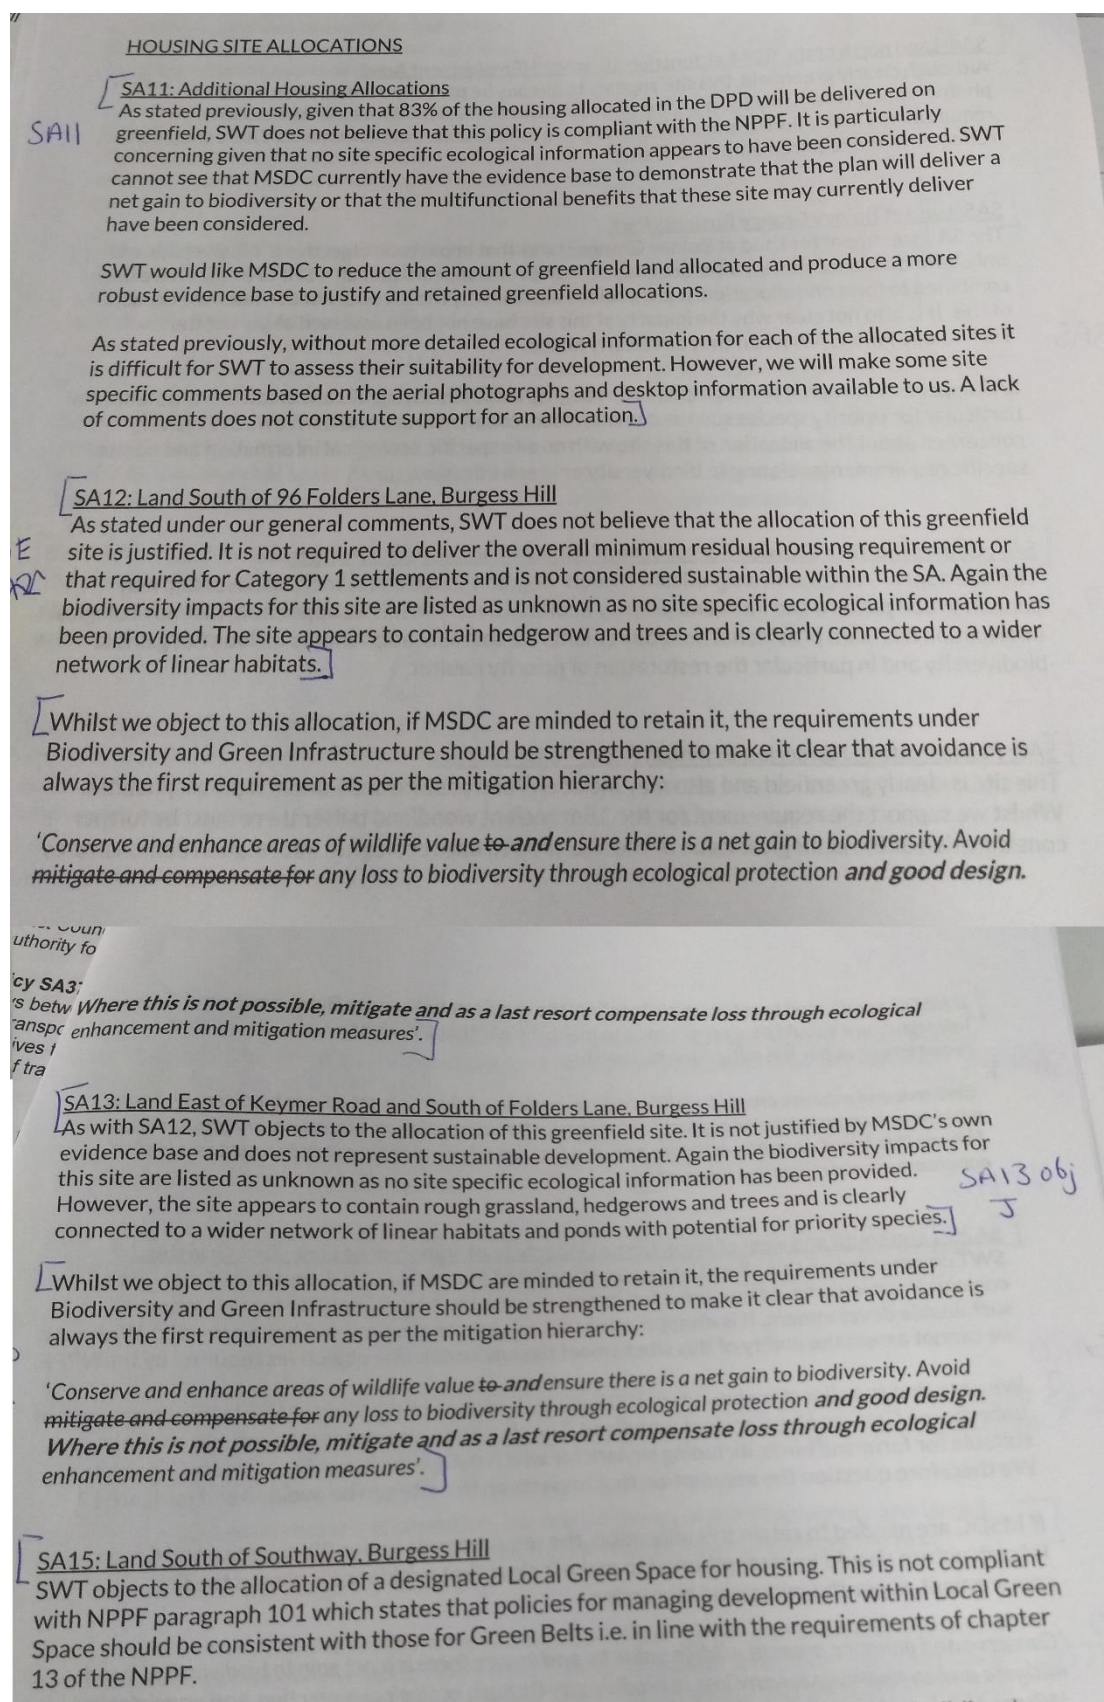 HOUSING SITE ALLOCATIONS
SA11: Additional Housing Allocations
As stated previously, given that 83% of the housing allocated in the DPD will be delivered on
SA11
greenfield, SWT does not believe that this policy is compliant with the NPPF. It is particularly
concerning given that no site specific ecological information appears to have been considered. SWT
cannot see that MSDC currently have the evidence base to demonstrate that the plan will deliver a
net gain to biodiversity or that the multifunctional benefits that these site may currently deliver
have been considered.
SWT would like MSDC to reduce the amount of greenfield land allocated and produce a more
robust evidence base to justify and retained greenfield allocations.
As stated previously, without more detailed ecological information for each of the allocated sites it
is difficult for SWT to assess their suitability for development. However, we will make some site
specific comments based on the aerial photographs and desktop information available to us. A lack
of comments does not constitute support for an allocation.
SA12: Land South of 96 Folders Lane, Burgess Hill
As stated under our general comments, SWT does not believe that the allocation of this greenfield
E
site is justified. It is not required to deliver the overall minimum residual housing requirement or
that required for Category 1 settlements and is not considered sustainable within the SA. Again the
biodiversity impacts for this site are listed as unknown as no site specific ecological information has
been provided. The site appears to contain hedgerow and trees and is clearly connected to a wider
network of linear habitats.
Whilst we object to this allocation, if MSDC are minded to retain it, the requirements under
Biodiversity and Green Infrastructure should be strengthened to make it clear that avoidance is
always the first requirement as per the mitigation hierarchy:
'Conserve and enhance areas of wildlife value to and ensure there is a net gain to biodiversity. Avoid
mitigate and compensate for any loss to biodiversity through ecological protection and good design.
uthority fo
cy SA3
's betw
Where this is not possible, mitigate and as a last resort compensate loss through ecological
anspo
enhancement and mitigation measures'.
ives
f tra
SA13: Land East of Keymer Road and South of Folders Lane, Burgess Hill
As with SA12, SWT objects to the allocation of this greenfield site. It is not justified by MSDC's own
evidence base and does not represent sustainable development. Again the biodiversity impacts for
this site are listed as unknown as no site specific ecological information has been provided.
SA13 obj
J
However, the site appears to contain rough grassland, hedgerows and trees and is clearly
connected to a wider network of linear habitats and ponds with potential for priority species.
Whilst we object to this allocation, if MSDC are minded to retain it, the requirements under
Biodiversity and Green Infrastructure should be strengthened to make it clear that avoidance is
always the first requirement as per the mitigation hierarchy:
'Conserve and enhance areas of wildlife value to and ensure there is a net gain to biodiversity. Avoid
mitigate and compensate for any loss to biodiversity through ecological protection and good design.
Where this is not possible, mitigate and as a last resort compensate loss through ecological
enhancement and mitigation measures'.
SA15: Land South of Southway, Burgess Hill
SWT objects to the allocation of a designated Local Green Space for housing. This is not compliant
with NPPF paragraph 101 which states that policies for managing development within Local Green
Space should be consistent with those for Green Belts i.e. in line with the requirements of chapter
13 of the NPPF.